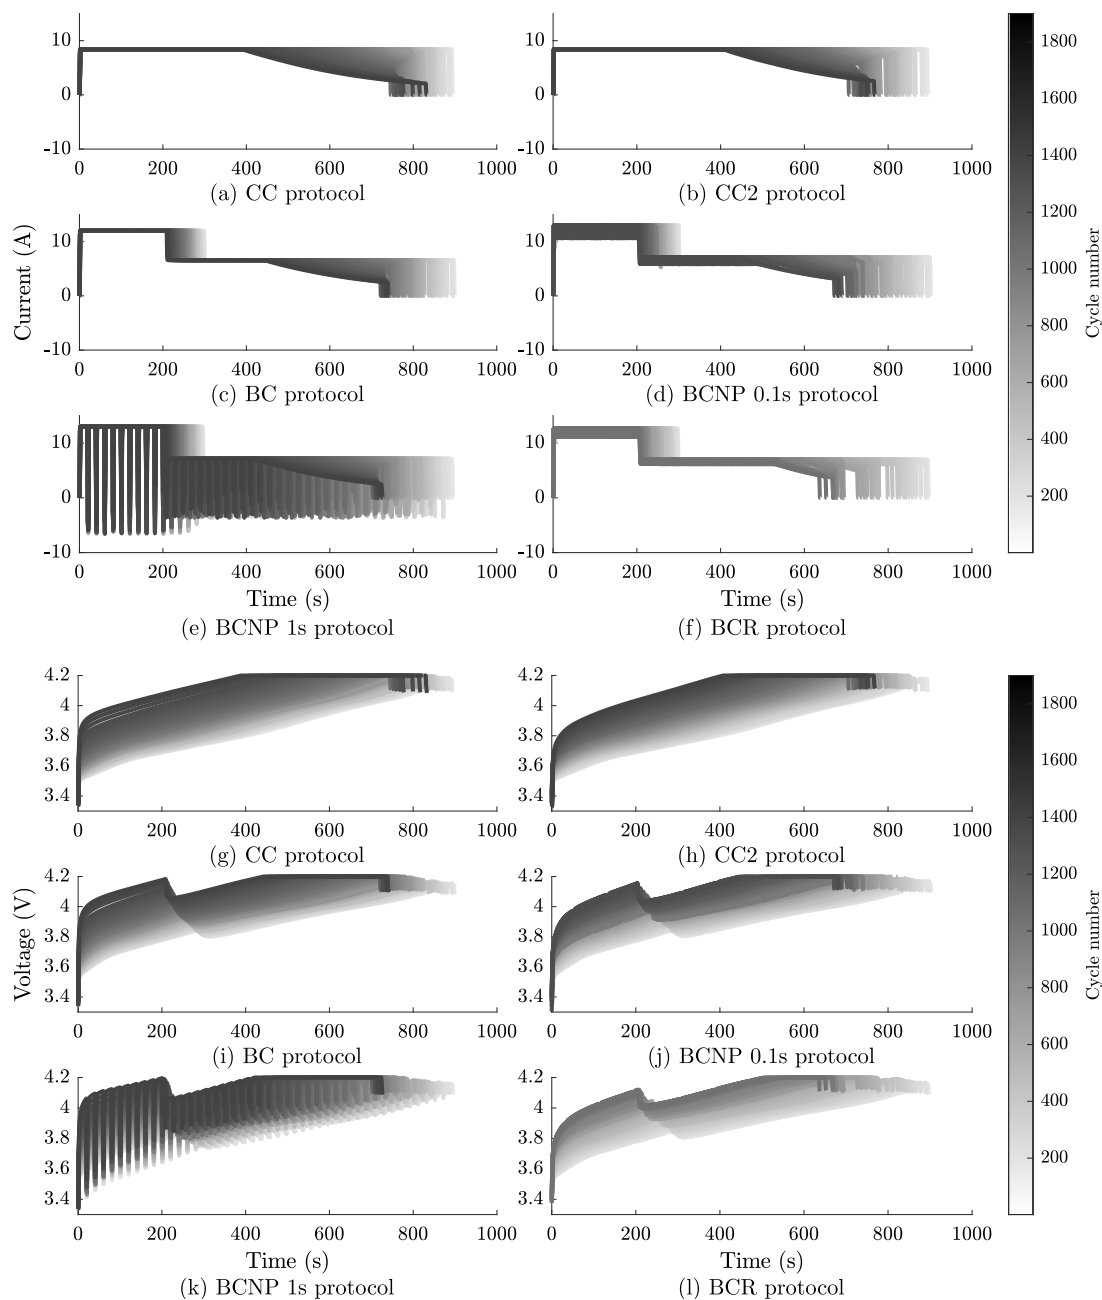 10
0
-10
0 200 400 600 800 1000
(a) CC protocol
10
0
-10
0 200 400 600 800 1000
(b) CC2 protocol
10
0
-10
0 200 400 600 800 1000
(c) BC protocol
10
0
-10
0 200 400 600 800 1000
(d) BCNP 0.1s protocol
Current (A)
10
0
-10
0 200 400 600 800 1000
Time (s)
(e) BCNP 1s protocol
10
0
-10
0 200 400 600 800 1000
Time (s)
(f) BCR protocol
1800
1600
1400
1200
1000
800
600
400
200
Cycle number
4.2
4
3.8
3.6
3.4
0 200 400 600 800 1000
(g) CC protocol
4.2
4
3.8
3.6
3.4
0 200 400 600 800 1000
(h) CC2 protocol
4.2
4
3.8
3.6
3.4
0 200 400 600 800 1000
(i) BC protocol
4.2
4
3.8
3.6
3.4
0 200 400 600 800 1000
(j) BCNP 0.1s protocol
Voltage (V)
4.2
4
3.8
3.6
3.4
0 200 400 600 800 1000
Time (s)
(k) BCNP 1s protocol
4.2
4
3.8
3.6
3.4
0 200 400 600 800 1000
Time (s)
(l) BCR protocol
1800
1600
1400
1200
1000
800
600
400
200
Cycle number